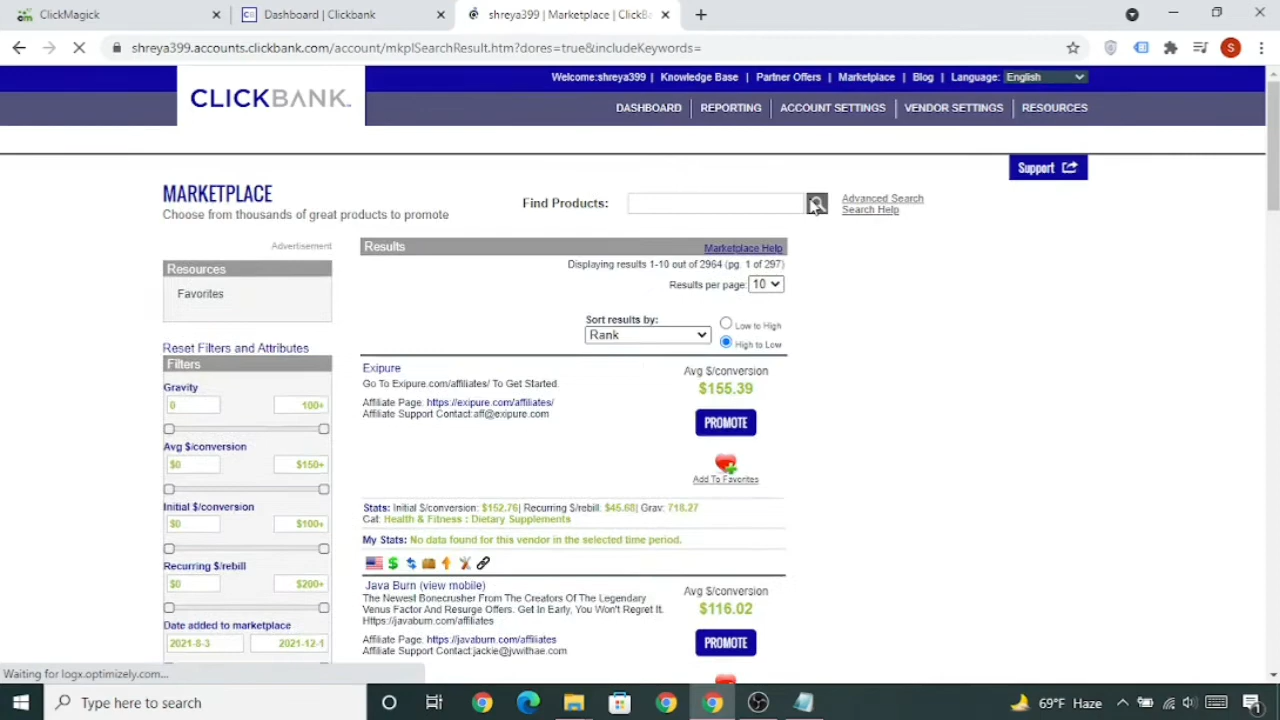 ClickMagick
Dashboard | Clickbank
shreya399 | Marketplace | ClickBa
shreya399.accounts.clickbank.com/account/mkplSearchResult.htm?dores=true&includeKeywords=
S
Welcome:shreya399 | Knowledge Base | Partner Offers | Marketplace | Blog | Language: English
CLICKBANK.
DASHBOARD | REPORTING | ACCOUNT SETTINGS | VENDOR SETTINGS | RESOURCES
Support
MARKETPLACE
Choose from thousands of great products to promote
Find Products:
Advanced Search
Search Help
Advertisement
Resources
Favorites
Reset Filters and Attributes
Filters
Gravity
0 100+
Avg $/conversion
$0 $150+
Initial $/conversion
$0 $100+
Recurring $/rebill
$0 $200+
Date added to marketplace
2021-8-3 2021-12-1
Results Marketplace Help
Displaying results 1-10 out of 2964 (pg. 1 of 297)
Results per page: 10
Sort results by:
Rank
Low to High
High to Low
Exipure
Go To Exipure.com/affiliates/ To Get Started.
Affiliate Page: https://exipure.com/affiliates/
Affiliate Support Contact:aff@exipure.com
Avg $/conversion
$155.39
PROMOTE
Add To Favorites
Stats: Initial $/conversion: $152.76| Recurring $/rebill: $45.68| Grav: 718.27
Cat: Health & Fitness : Dietary Supplements
My Stats: No data found for this vendor in the selected time period.
Java Burn (view mobile)
The Newest Bonecrusher From The Creators Of The Legendary
Venus Factor And Resurge Offers. Get In Early, You Won't Regret It.
Https://javaburn.com/affiliates
Affiliate Page: https://javaburn.com/affiliates
Affiliate Support Contact:jackie@jvwithae.com
Avg $/conversion
$116.02
PROMOTE
Waiting for logx.optimizely.com...
Type here to search
69°F Haze
1